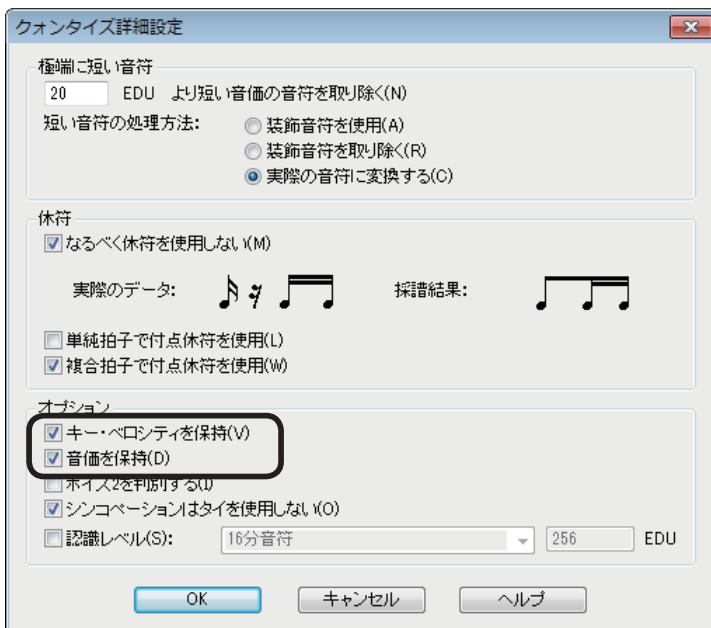 クォンタイズ詳細設定
極端に短い音符
20 EDU より短い音価の音符を取り除く(N)
短い音符の処理方法: 装飾音符を使用(A)
装飾音符を取り除く(R)
実際の音符に変換する(C)
休符
なるべく休符を使用しない(M)
実際のデータ: 採譜結果:
単純拍子で付点休符を使用(L)
複合拍子で付点休符を使用(W)
オプション
キー・ベロシティを保持(V)
音価を保持(D)
ボイス2を判別する(I)
シンコペーションはタイを使用しない(O)
認識レベル(S): 16分音符 256 EDU
OK キャンセル ヘルプ